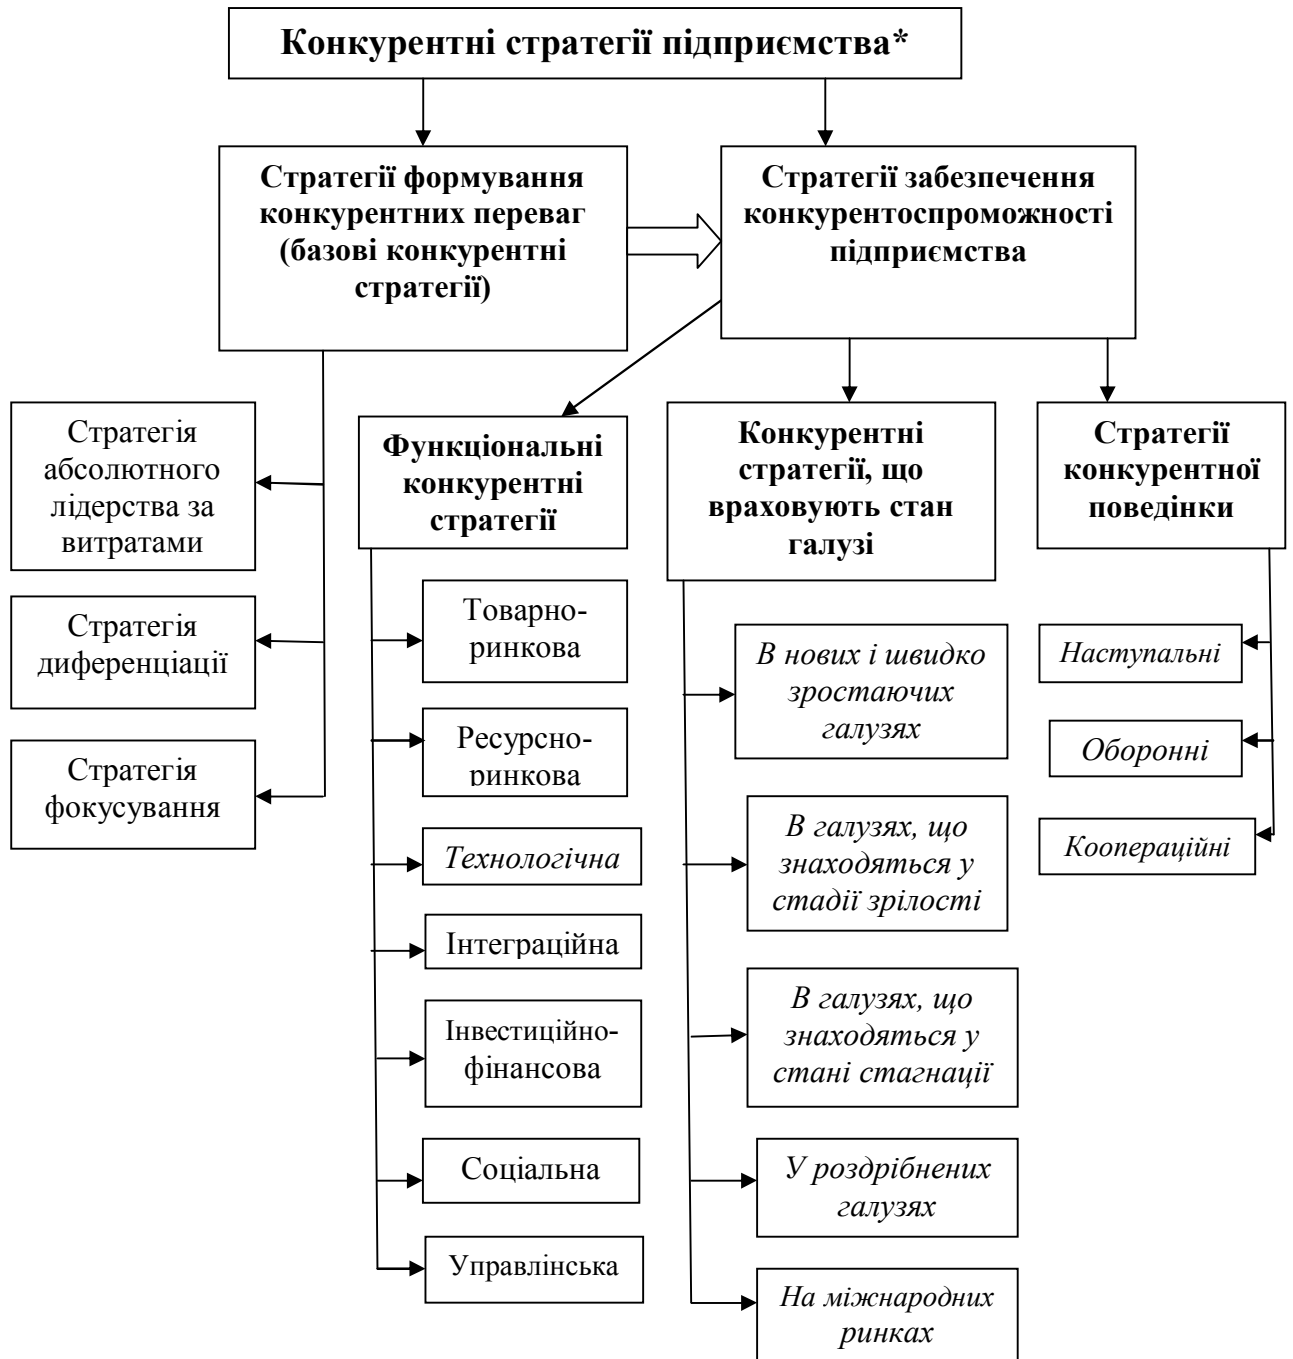 Конкурентні стратегії підприємства*
Стратегії формування
конкурентних переваг
(базові конкурентні
стратегії)
Стратегії забезпечення
конкурентоспроможності
підприємства
Стратегія
абсолютного
лідерства за
витратами
Стратегія
диференціації
Стратегія
фокусування
Функціональні
конкурентні
стратегії
Товарно-
ринкова
Ресурсно-
ринкова
Технологічна
Інтеграційна
Інвестиційно-
фінансова
Соціальна
Управлінська
Конкурентні
стратегії, що
враховують стан
галузі
В нових і швидко
зростаючих
галузях
В галузях, що
знаходяться у
стадії зрілості
В галузях, що
знаходяться у
стані стагнації
У роздрібнених
галузях
На міжнародних
ринках
Стратегії
конкурентної
поведінки
Наступальні
Оборонні
Коопераційні